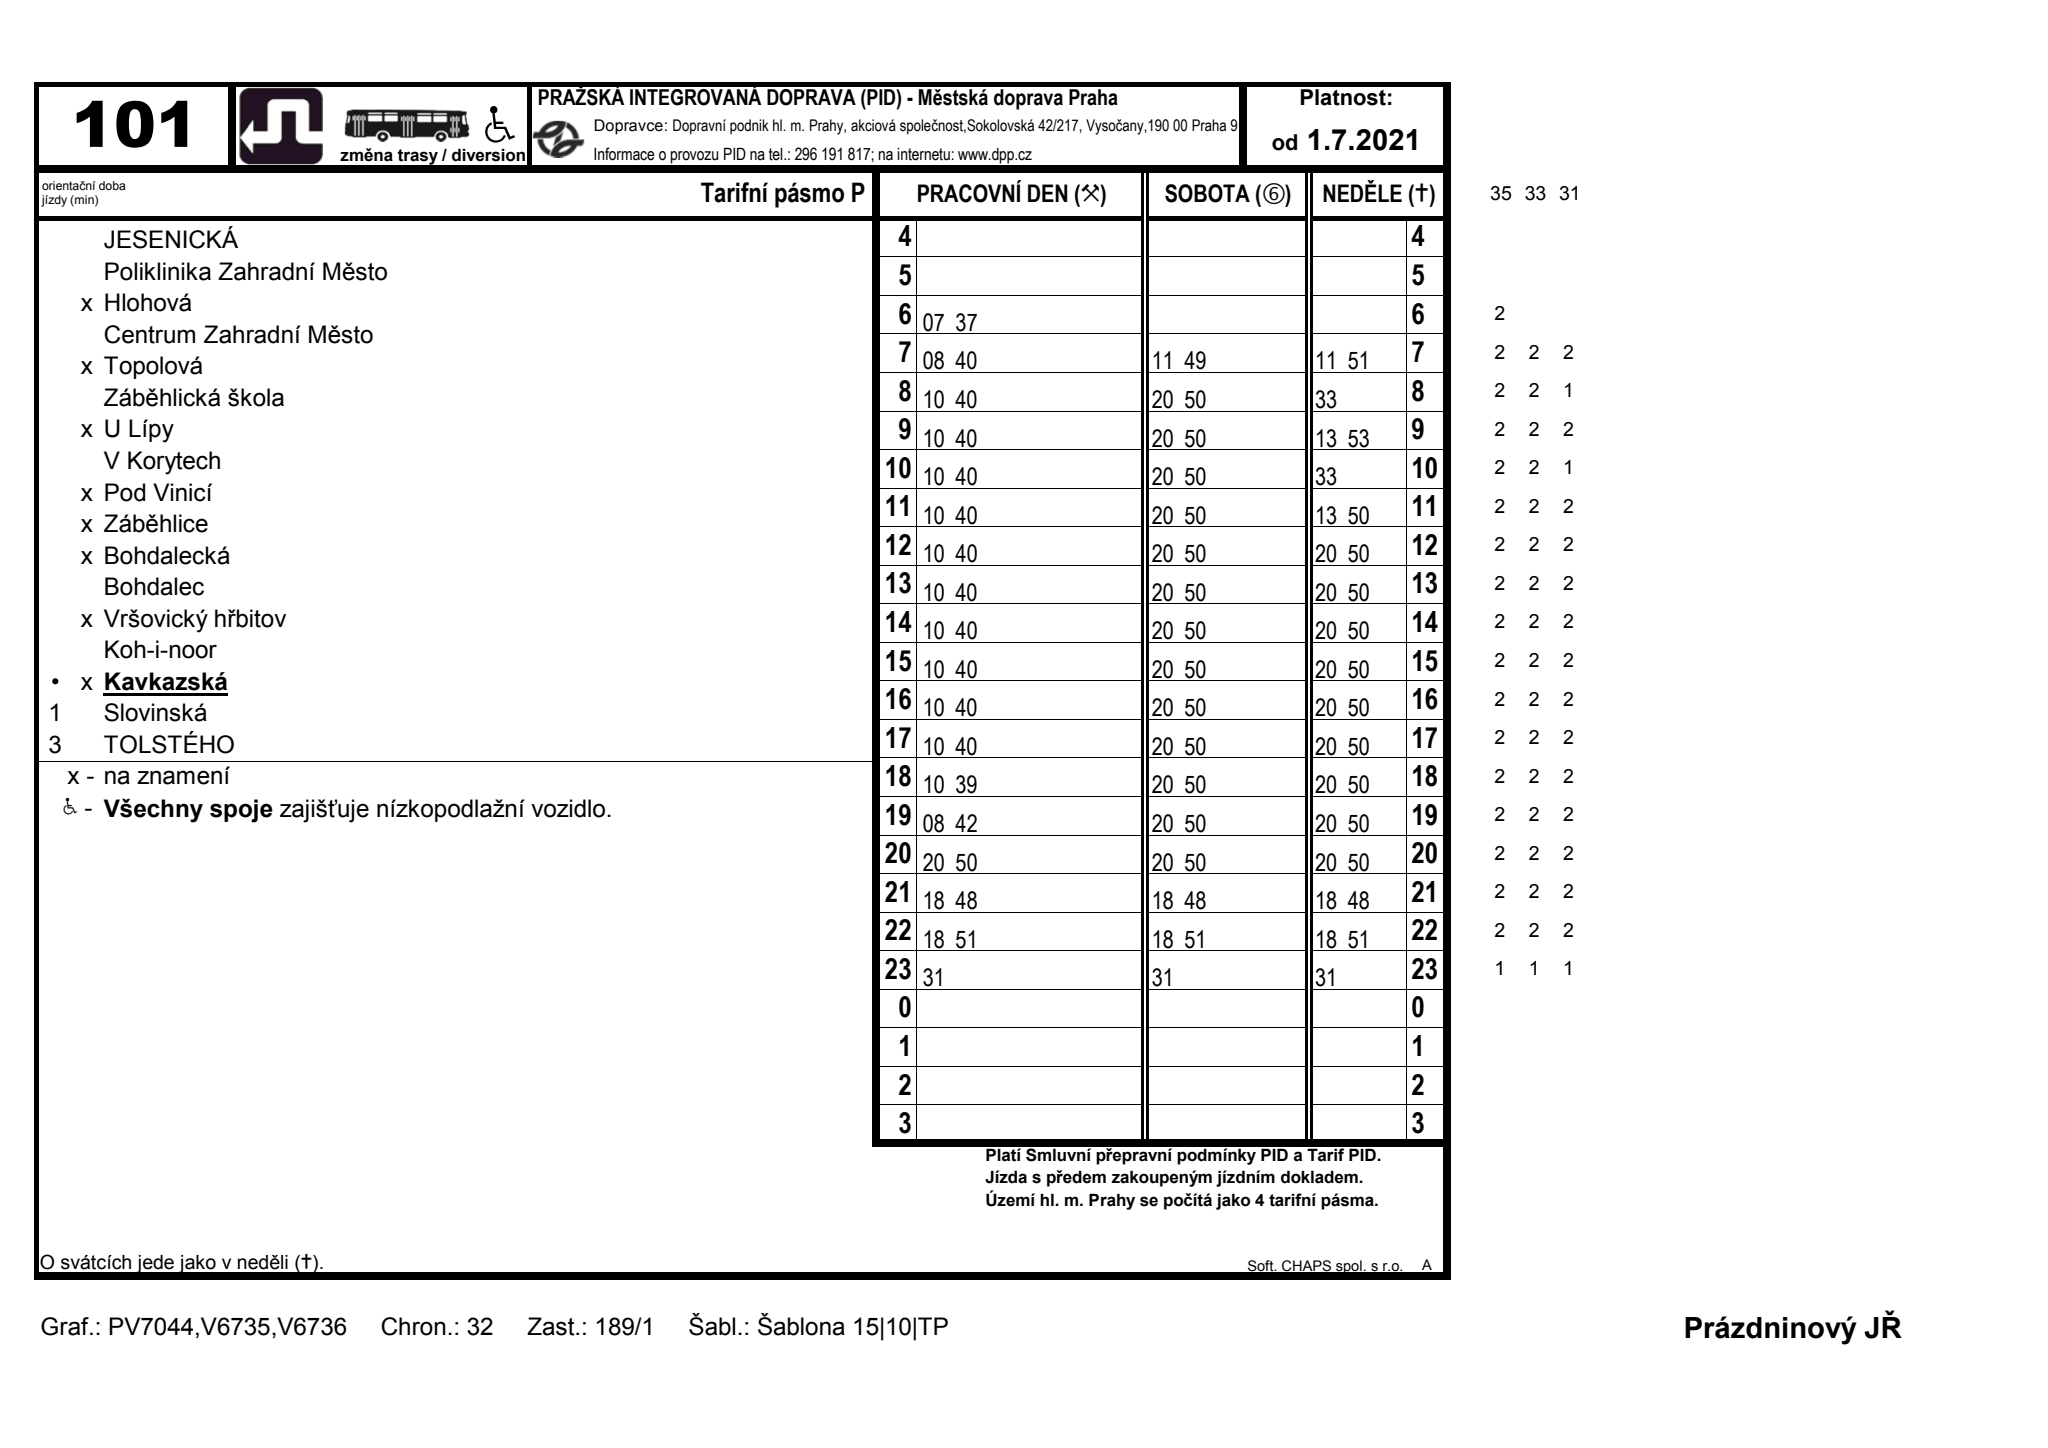 101
změna trasy / diversion
PRAŽSKÁ INTEGROVANÁ DOPRAVA (PID) - Městská doprava Praha
Dopravce: Dopravní podnik hl. m. Prahy, akciová společnost,Sokolovská 42/217, Vysočany,190 00 Praha 9
Informace o provozu PID na tel.: 296 191 817; na internetu: www.dpp.cz
Platnost:
od 1.7.2021
orientační doba
jízdy (min)
Tarifní pásmo P
PRACOVNÍ DEN (⚒) SOBOTA (⑥) NEDĚLE (†) 35 33 31
JESENICKÁ
Poliklinika Zahradní Město
x Hlohová
Centrum Zahradní Město
x Topolová
Záběhlická škola
x U Lípy
V Korytech
x Pod Vinicí
x Záběhlice
x Bohdalecká
Bohdalec
x Vršovický hřbitov
Koh-i-noor
• x Kavkazská
1 Slovinská
3 TOLSTÉHO
x - na znamení
♿ - Všechny spoje zajišťuje nízkopodlažní vozidlo.
4 4
5 5
6 07 37 6 2
7 08 40 11 49 11 51 7 2 2 2
8 10 40 20 50 33 8 2 2 1
9 10 40 20 50 13 53 9 2 2 2
10 10 40 20 50 33 10 2 2 1
11 10 40 20 50 13 50 11 2 2 2
12 10 40 20 50 20 50 12 2 2 2
13 10 40 20 50 20 50 13 2 2 2
14 10 40 20 50 20 50 14 2 2 2
15 10 40 20 50 20 50 15 2 2 2
16 10 40 20 50 20 50 16 2 2 2
17 10 40 20 50 20 50 17 2 2 2
18 10 39 20 50 20 50 18 2 2 2
19 08 42 20 50 20 50 19 2 2 2
20 20 50 20 50 20 50 20 2 2 2
21 18 48 18 48 18 48 21 2 2 2
22 18 51 18 51 18 51 22 2 2 2
23 31 31 31 23 1 1 1
0 0
1 1
2 2
3 3
Platí Smluvní přepravní podmínky PID a Tarif PID.
Jízda s předem zakoupeným jízdním dokladem.
Území hl. m. Prahy se počítá jako 4 tarifní pásma.
O svátcích jede jako v neděli (†).
Soft. CHAPS spol. s r.o. A
Graf.: PV7044,V6735,V6736 Chron.: 32 Zast.: 189/1 Šabl.: Šablona 15|10|TP
Prázdninový JŘ